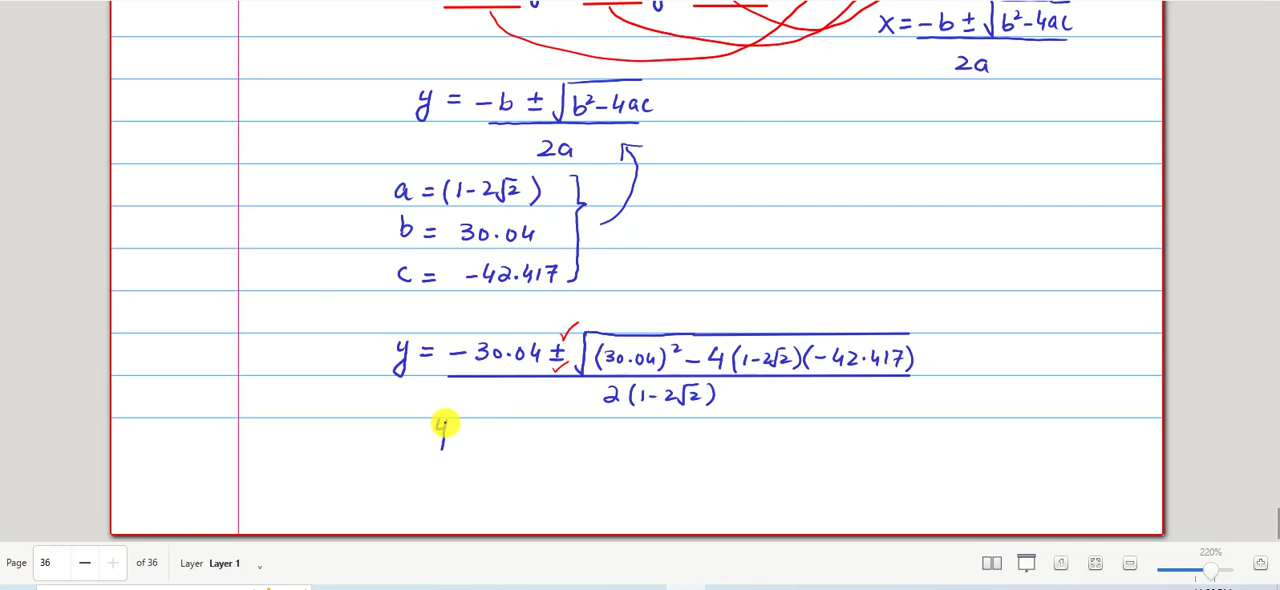 x = -b ± √b²-4ac
2a
y = -b ± √b²-4ac
2a
a = (1-2√2)
b = 30.04
c = -42.417
y = -30.04 ± √(30.04)² - 4(1-2√2)(-42.417)
2(1-2√2)
Page 36 of 36 Layer Layer 1
220%